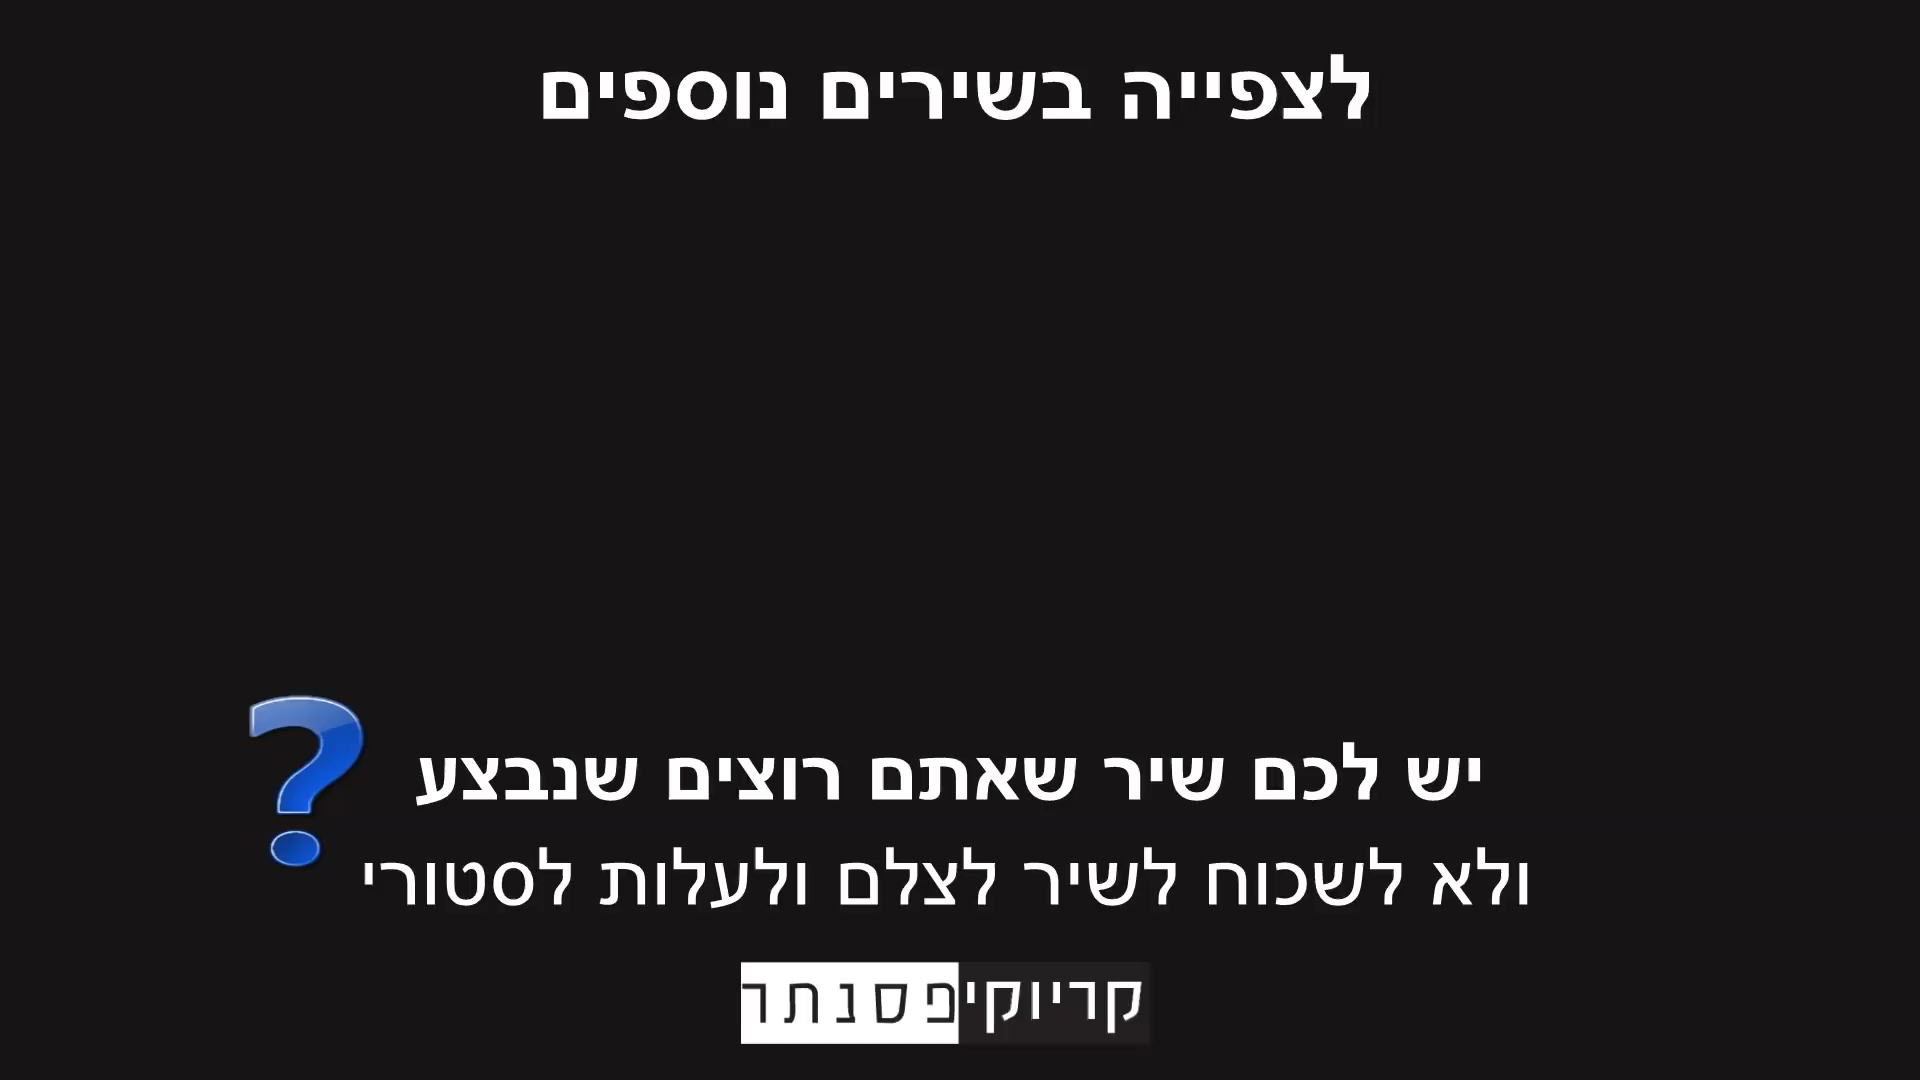 לצפייה בשירים נוספים
יש לכם שיר שאתם רוצים שנבצע
?
ולא לשכוח לשיר לצלם ולעלות לסטורי
קריוקיפסנתר